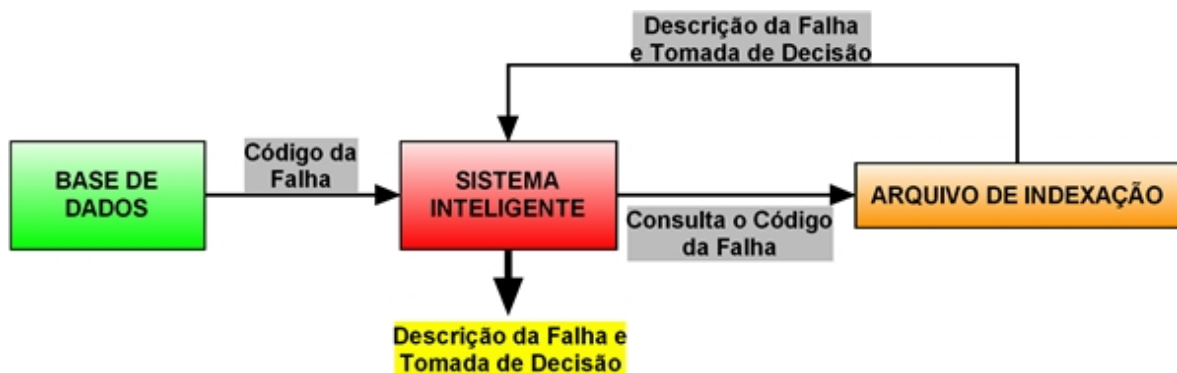 Descrição da Falha
e Tomada de Decisão
BASE DE
DADOS
Código da
Falha
SISTEMA
INTELIGENTE
Consulta o Código
da Falha
ARQUIVO DE INDEXAÇÃO
Descrição da Falha e
Tomada de Decisão